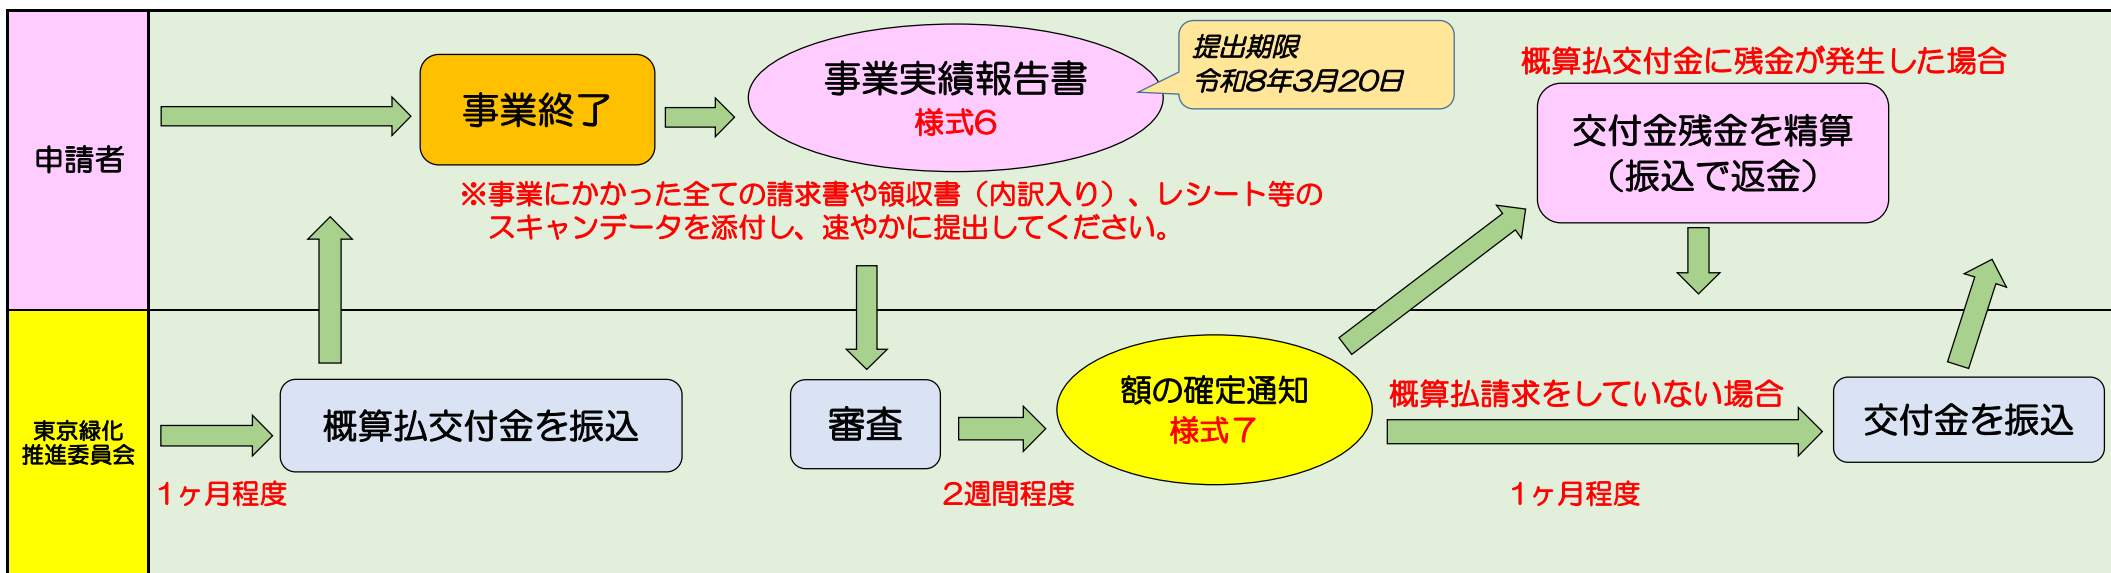 申請者
事業終了
事業実績報告書
様式6
提出期限
令和8年3月20日
※事業にかかった全ての請求書や領収書（内訳入り）、レシート等の
スキャンデータを添付し、速やかに提出してください。
概算払交付金に残金が発生した場合
交付金残金を精算
（振込で返金）
東京緑化
推進委員会
1ヶ月程度
概算払交付金を振込
審査
2週間程度
額の確定通知
様式７
概算払請求をしていない場合
1ヶ月程度
交付金を振込